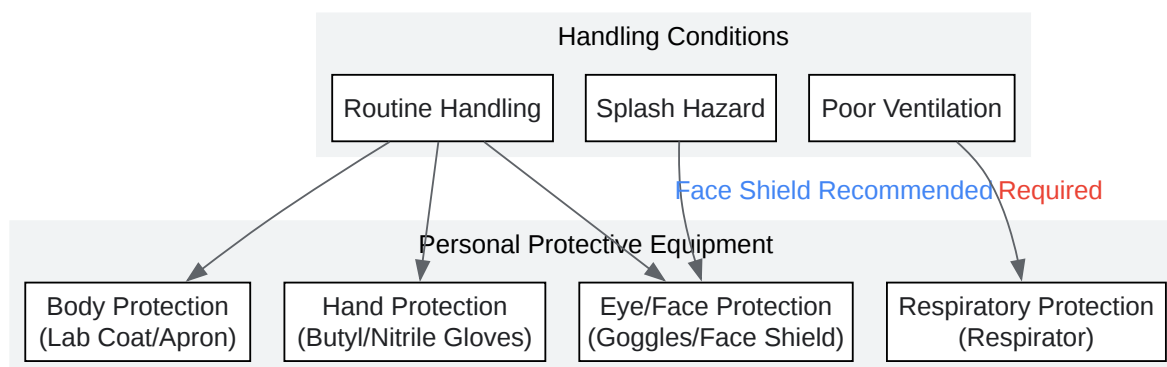 Handling Conditions
Routine Handling
Splash Hazard
Poor Ventilation
Face Shield Recommended
Required
Personal Protective Equipment
Body Protection
(Lab Coat/Apron)
Hand Protection
(Butyl/Nitrile Gloves)
Eye/Face Protection
(Goggles/Face Shield)
Respiratory Protection
(Respirator)